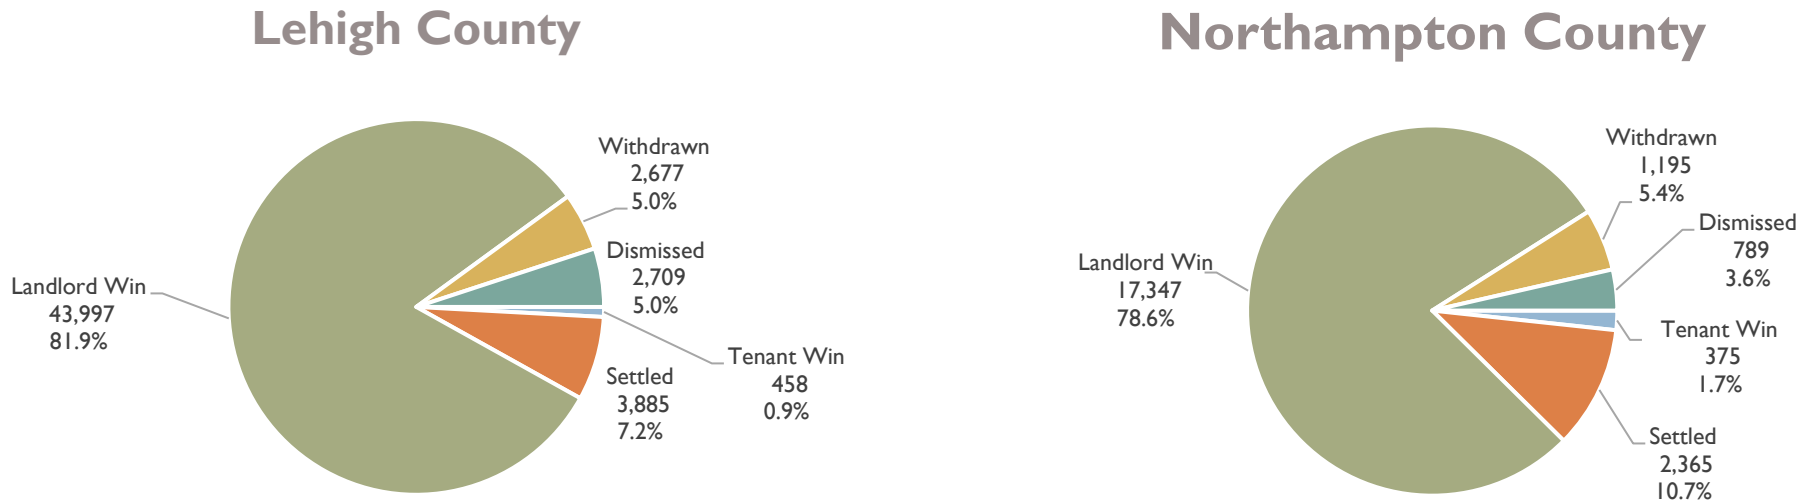 Lehigh County
Withdrawn
2,677
5.0%
Dismissed
2,709
5.0%
Landlord Win
43,997
81.9%
Tenant Win
458
0.9%
Settled
3,885
7.2%
Northampton County
Withdrawn
1,195
5.4%
Dismissed
789
3.6%
Landlord Win
17,347
78.6%
Tenant Win
375
1.7%
Settled
2,365
10.7%